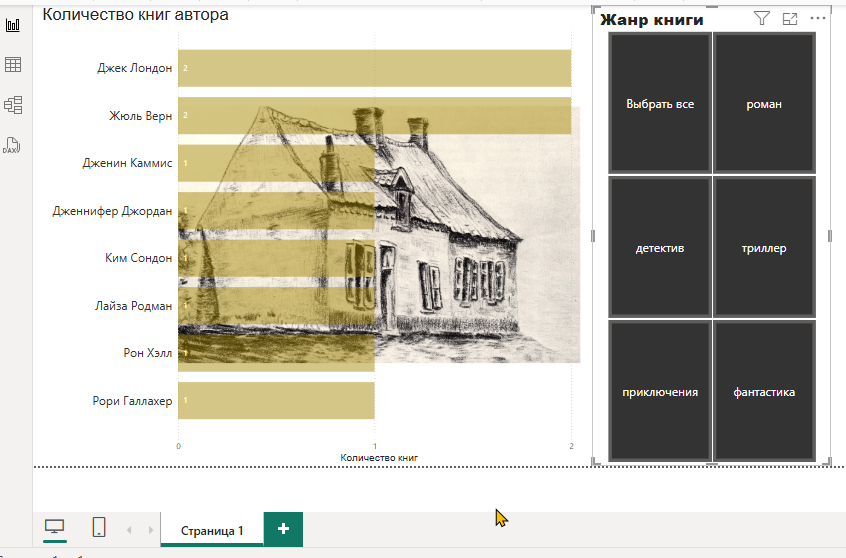 Количество книг автора
Жанр книги
Джек Лондон 2
Жюль Верн 2
Дженин Каммис 1
Дженнифер Джордан 1
Ким Сондон 1
Лайза Родман 1
Рон Хэлл 1
Рори Галлахер 1
0 1 2
Количество книг
Выбрать все
роман
детектив
триллер
приключения
фантастика
DAX
Страница 1